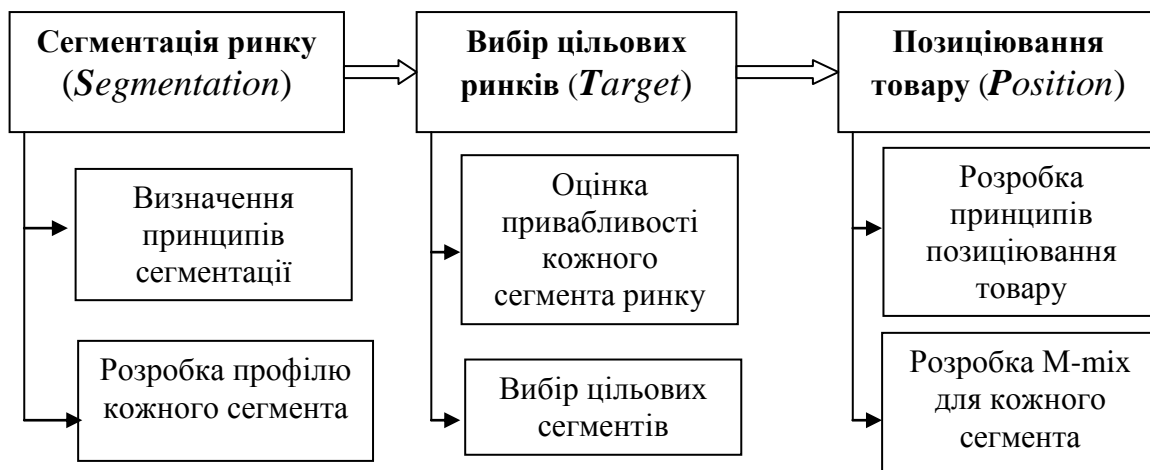 Сегментація ринку
(Segmentation)
Вибір цільових
ринків (Target)
Позиціювання
товару (Position)
Визначення
принципів
сегментації
Розробка профілю
кожного сегмента
Оцінка
привабливості
кожного
сегмента ринку
Вибір цільових
сегментів
Розробка
принципів
позиціювання
товару
Розробка M-mix
для кожного
сегмента